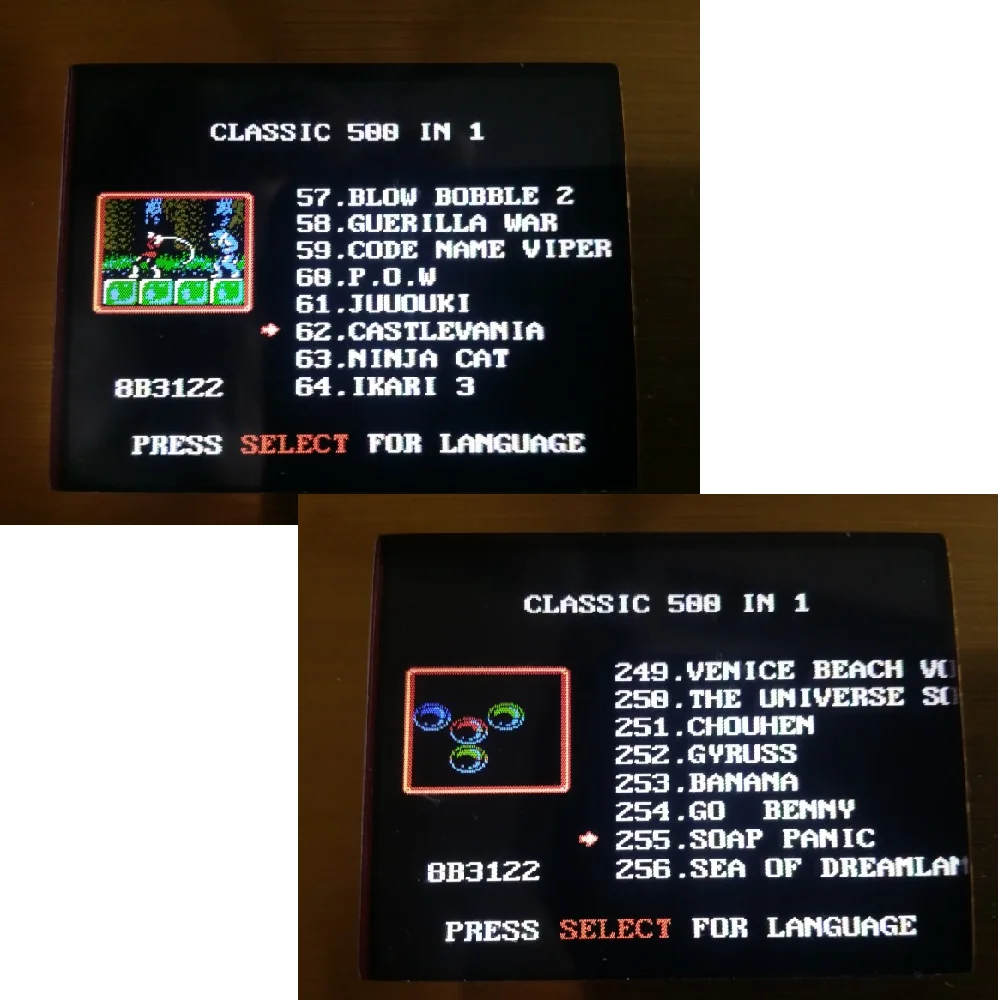 CLASSIC 500 IN 1
57.BLOW BOBBLE 2
58.GUERILLA WAR
59.CODE NAME VIPER
60.P.O.W
61.JUUOUKI
62.CASTLEVANIA
63.NINJA CAT
64.IKARI 3
8B3122
PRESS SELECT FOR LANGUAGE
CLASSIC 500 IN 1
249.VENICE BEACH VO
250.THE UNIVERSE SO
251.CHOUHEN
252.GYRUSS
253.BANANA
254.GO BENNY
255.SOAP PANIC
256.SEA OF DREAMLAN
8B3122
PRESS SELECT FOR LANGUAGE